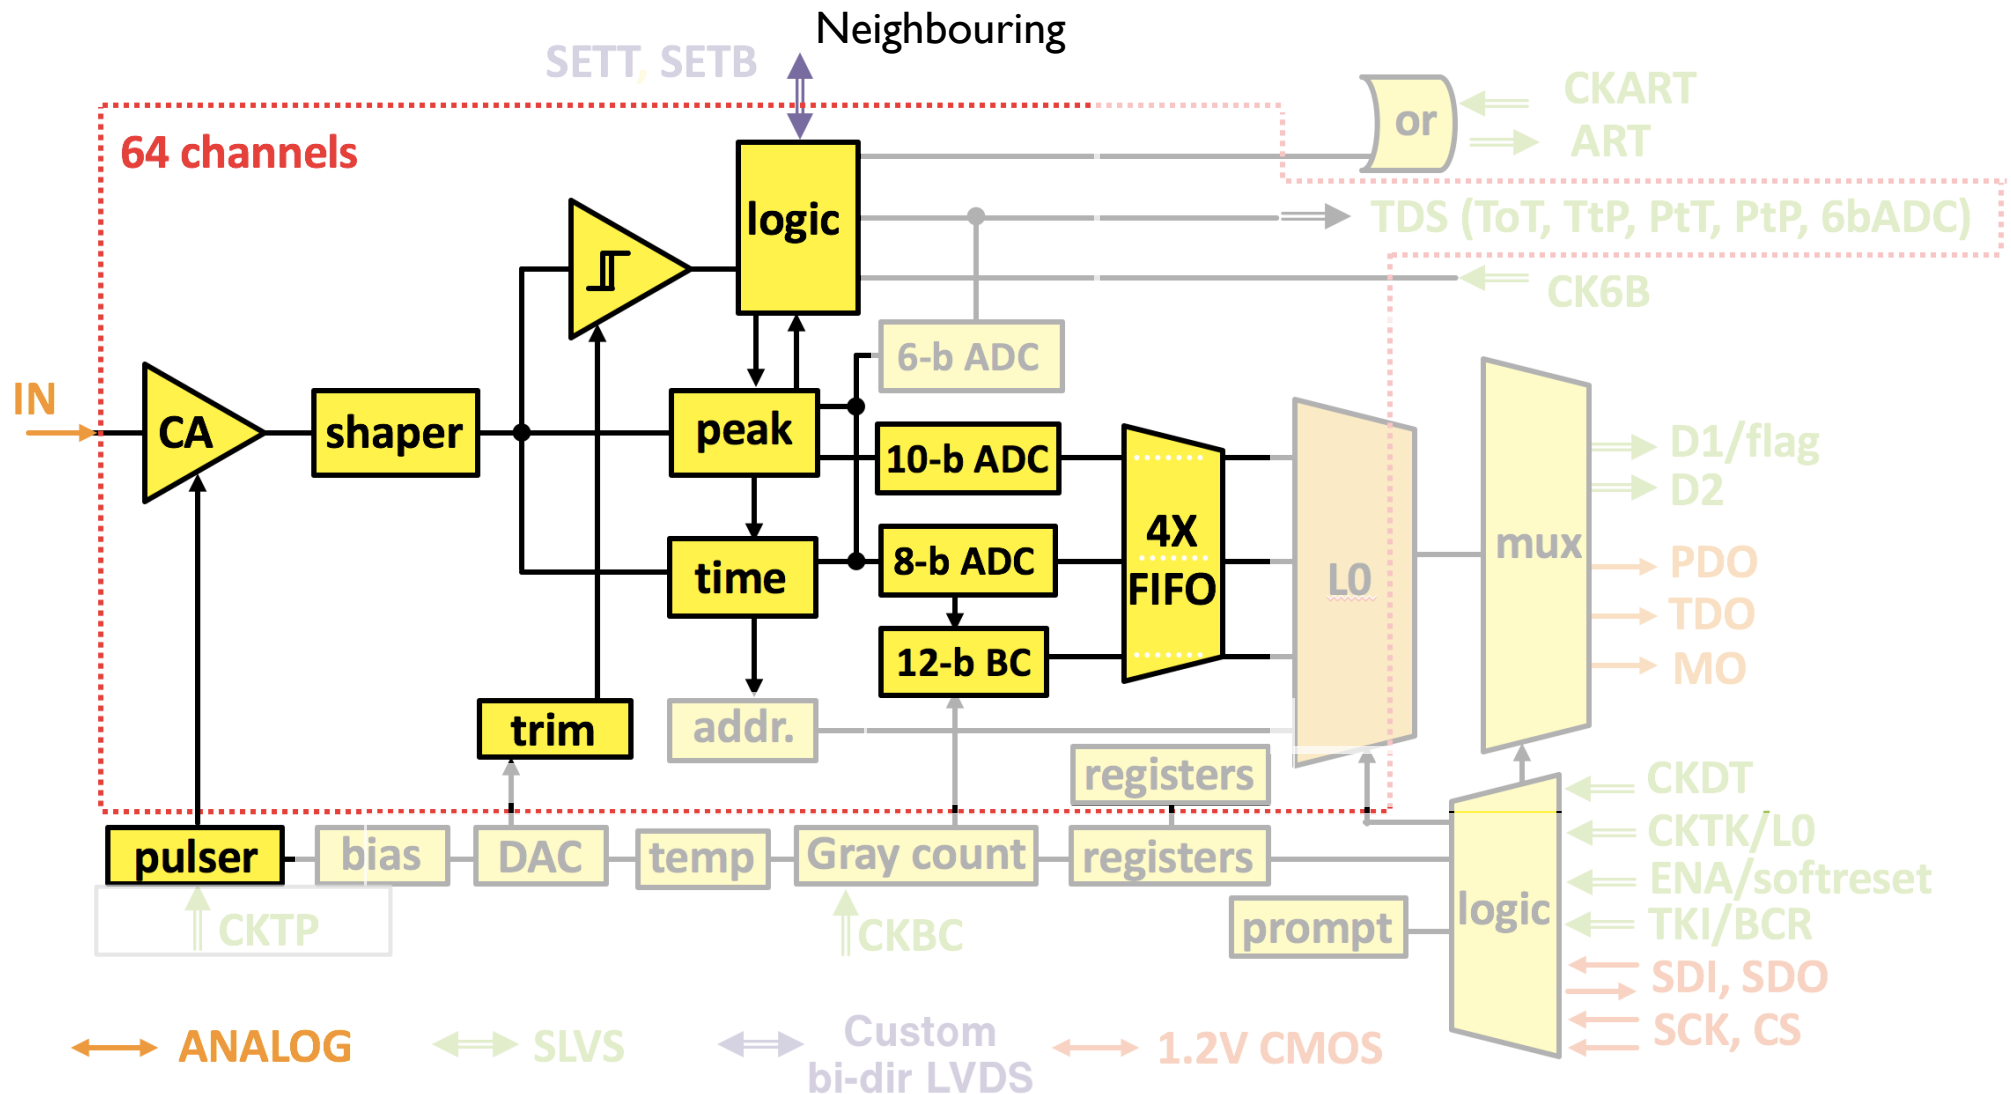 Neighbouring
SETT, SETB
CKART
or
ART
64 channels
logic
TDS (ToT, TtP, PtT, PtP, 6bADC)
CK6B
6-b ADC
IN
CA
shaper
peak
10-b ADC
D1/flag
D2
4X
FIFO
mux
8-b ADC
time
L0
PDO
TDO
MO
12-b BC
trim
addr.
registers
CKDT
CKTK/L0
pulser
bias
DAC
temp
Gray count
registers
ENA/softreset
logic
prompt
TKI/BCR
CKTP
CKBC
SDI, SDO
SCK, CS
ANALOG
SLVS
Custom
bi-dir LVDS
1.2V CMOS